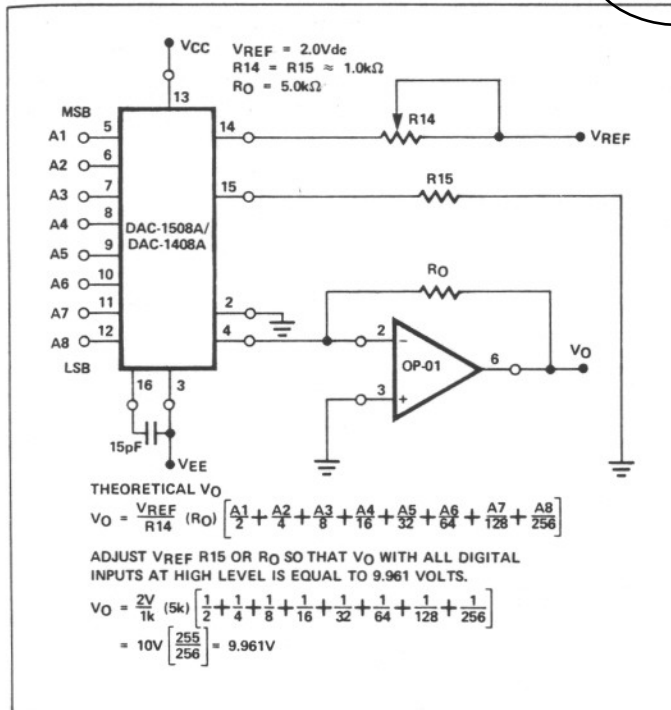 VCC
VREF = 2.0Vdc
R14 = R15 ≈ 1.0kΩ
RO = 5.0kΩ
13
MSB
A1 5
A2 6
A3 7
A4 8
A5 9
A6 10
A7 11
A8 12
LSB
DAC-1508A/
DAC-1408A
14
R14
VREF
15
R15
2
4
RO
2
−
OP-01
6
VO
3
+
16
3
15pF
VEE
THEORETICAL VO
VO = VREF/R14 (RO) [A1/2 + A2/4 + A3/8 + A4/16 + A5/32 + A6/64 + A7/128 + A8/256]
ADJUST VREF R15 OR RO SO THAT VO WITH ALL DIGITAL
INPUTS AT HIGH LEVEL IS EQUAL TO 9.961 VOLTS.
VO = 2V/1k (5k) [1/2 + 1/4 + 1/8 + 1/16 + 1/32 + 1/64 + 1/128 + 1/256]
= 10V [255/256] = 9.961V